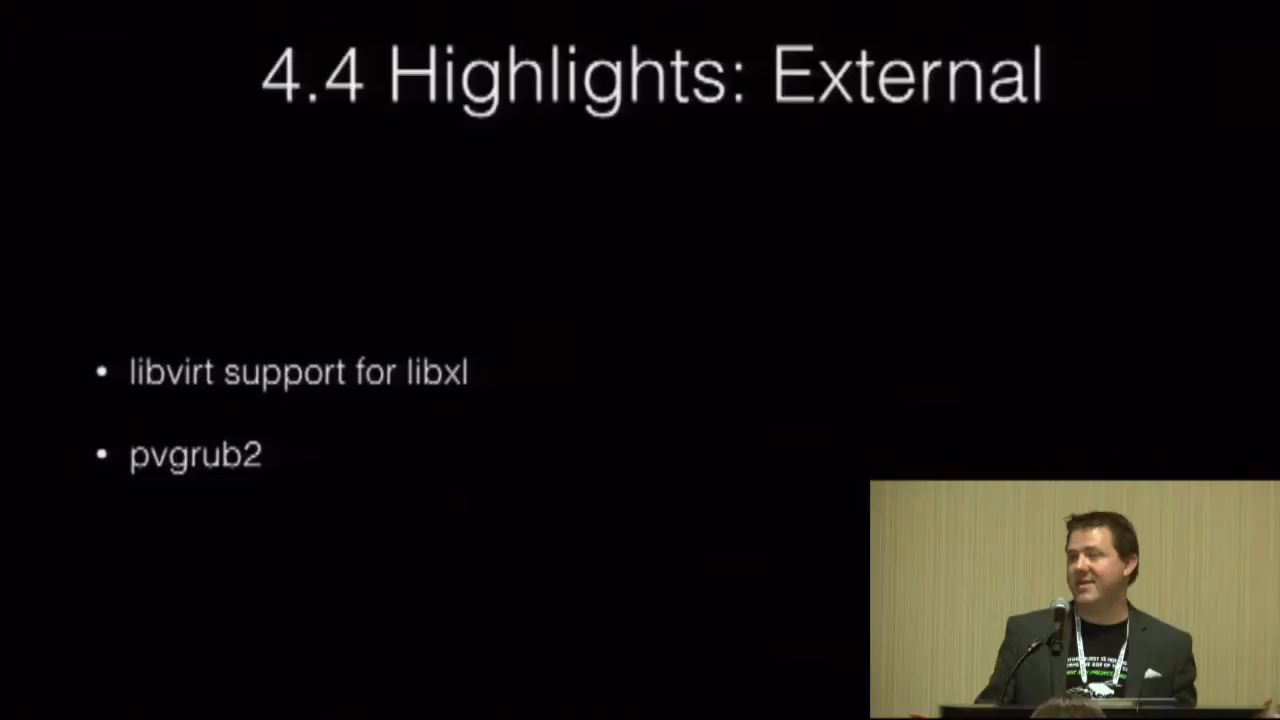 4.4 Highlights: External
• libvirt support for libxl
• pvgrub2